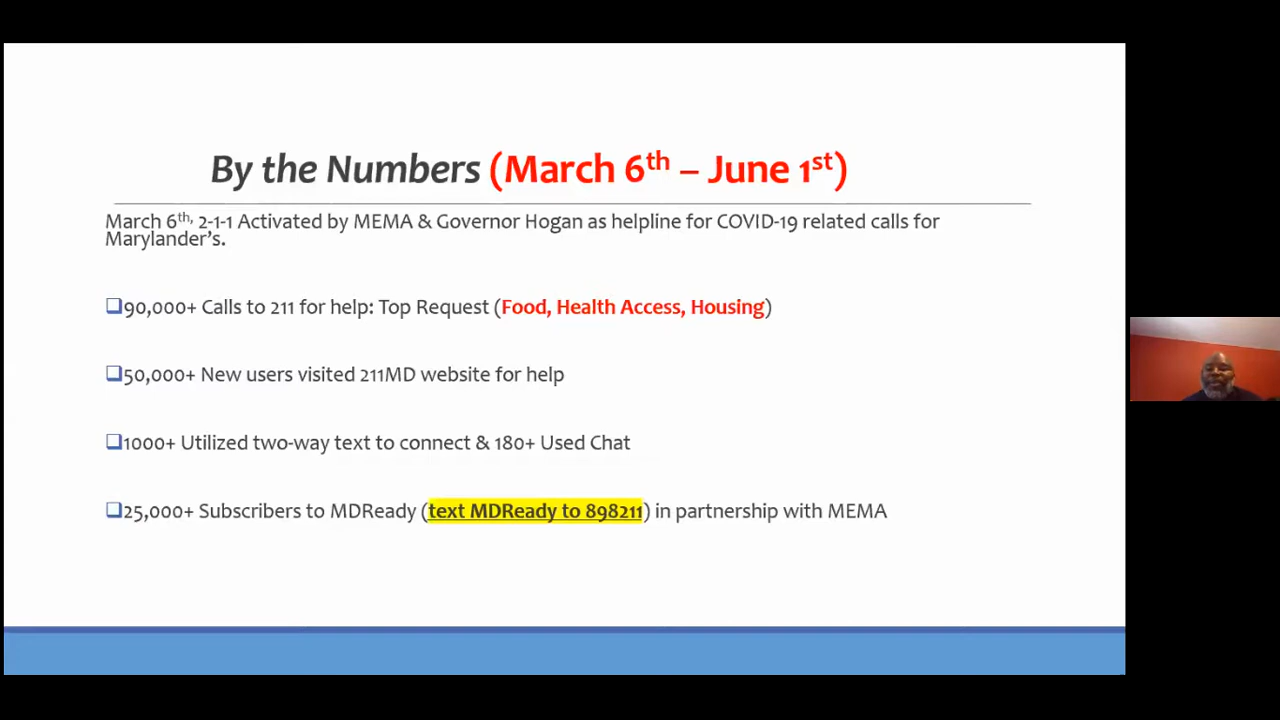 By the Numbers (March 6th – June 1st)
March 6th, 2-1-1 Activated by MEMA & Governor Hogan as helpline for COVID-19 related calls for
Marylander's.
90,000+ Calls to 211 for help: Top Request (Food, Health Access, Housing)
50,000+ New users visited 211MD website for help
1000+ Utilized two-way text to connect & 180+ Used Chat
25,000+ Subscribers to MDReady (text MDReady to 898211) in partnership with MEMA